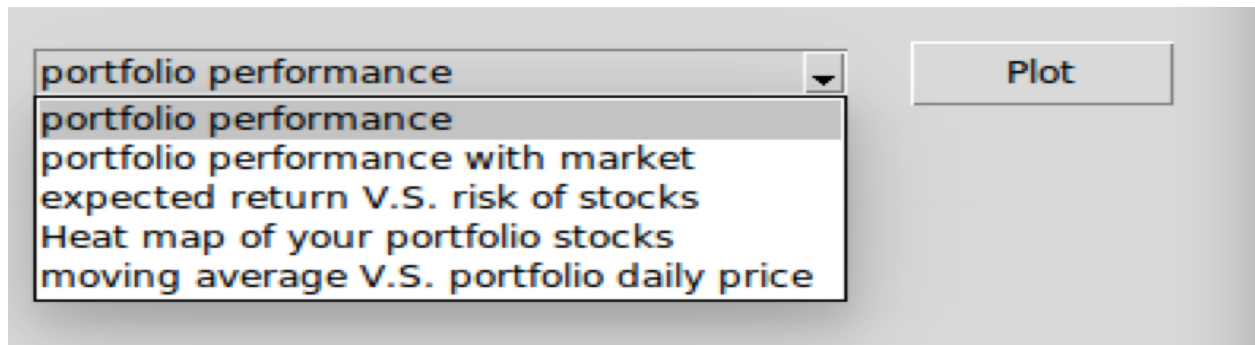 portfolio performance
Plot
portfolio performance
portfolio performance with market
expected return V.S. risk of stocks
Heat map of your portfolio stocks
moving average V.S. portfolio daily price